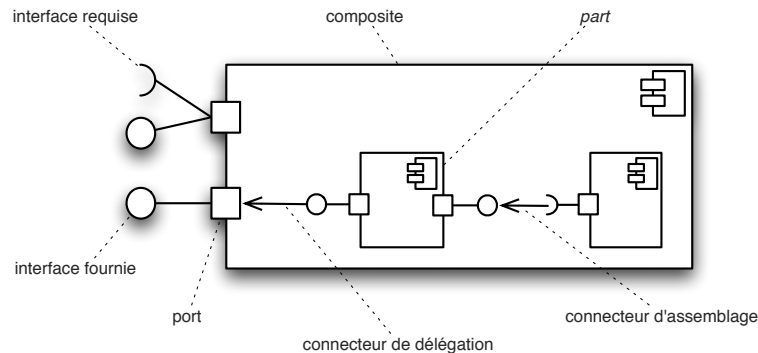 interface requise
composite
part
interface fournie
port
connecteur d'assemblage
connecteur de délégation